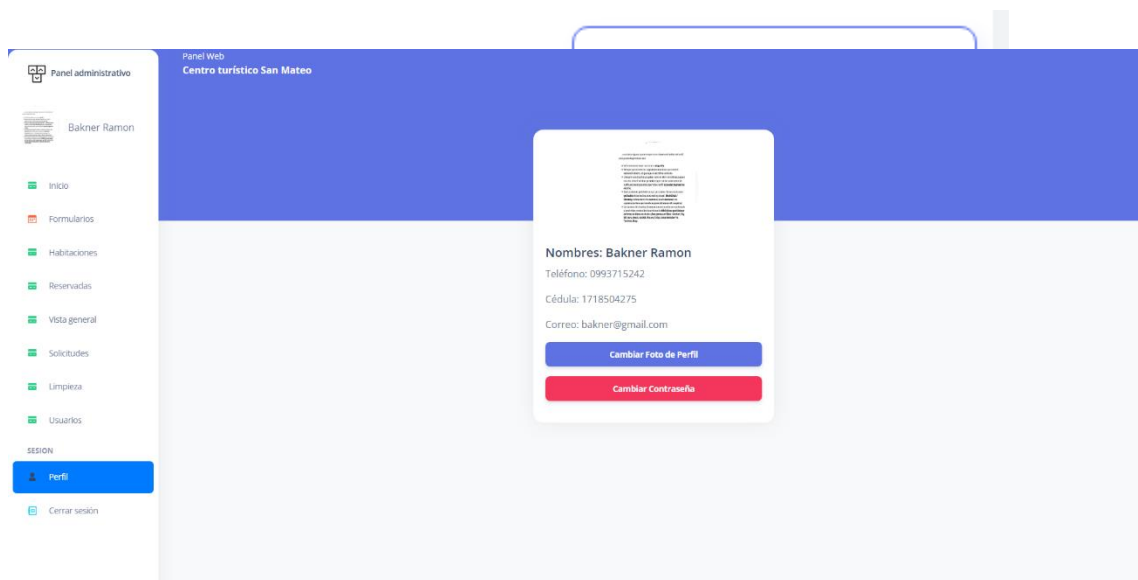 Panel Web
Centro turístico San Mateo
Panel administrativo
Bakner Ramon
Inicio
Formularios
Habitaciones
Reservadas
Vista general
Solicitudes
Limpieza
Usuarios
SESION
Perfil
Cerrar sesión
Nombres: Bakner Ramon
Teléfono: 0993715242
Cédula: 1718504275
Correo: bakner@gmail.com
Cambiar Foto de Perfil
Cambiar Contraseña